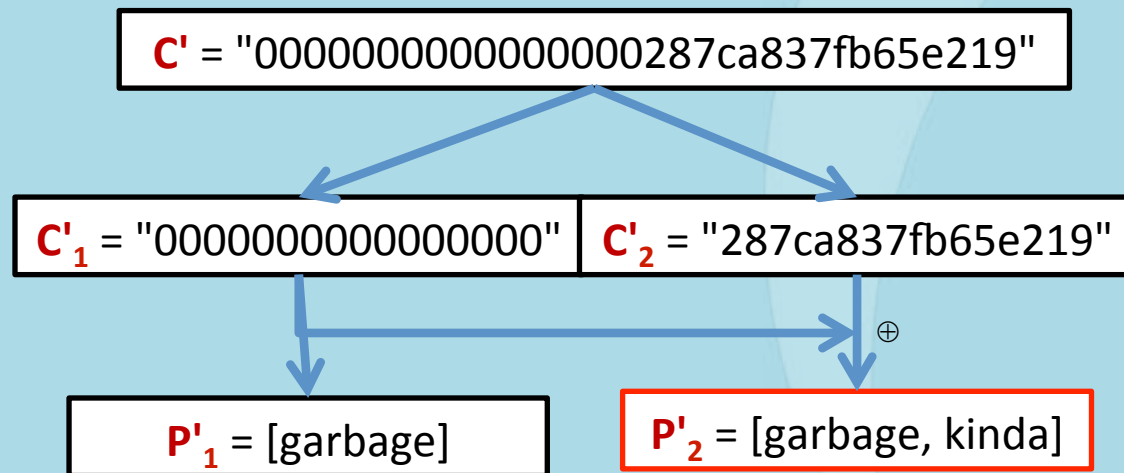 C' = "0000000000000000287ca837fb65e219"
C'1 = "0000000000000000"
C'2 = "287ca837fb65e219"
⊕
P'1 = [garbage]
P'2 = [garbage, kinda]